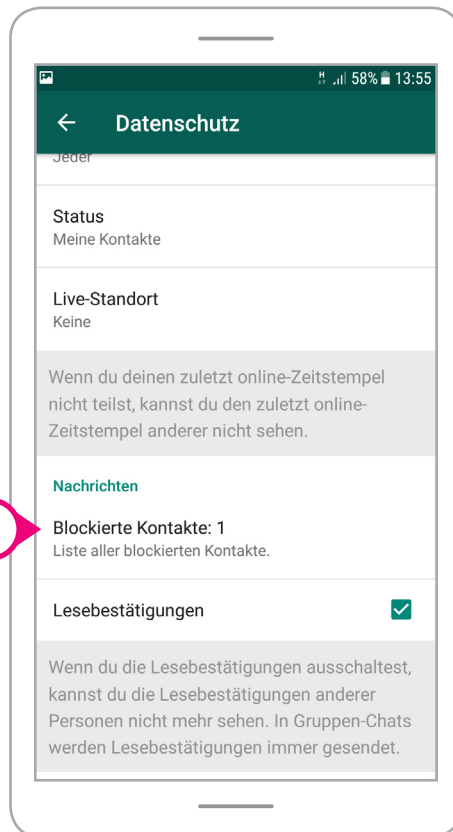 58% 13:55
Datenschutz
Jeder
Status
Meine Kontakte
Live-Standort
Keine
Wenn du deinen zuletzt online-Zeitstempel
nicht teilst, kannst du den zuletzt online-
Zeitstempel anderer nicht sehen.
Nachrichten
Blockierte Kontakte: 1
Liste aller blockierten Kontakte.
Lesebestätigungen
Wenn du die Lesebestätigungen ausschaltest,
kannst du die Lesebestätigungen anderer
Personen nicht mehr sehen. In Gruppen-Chats
werden Lesebestätigungen immer gesendet.